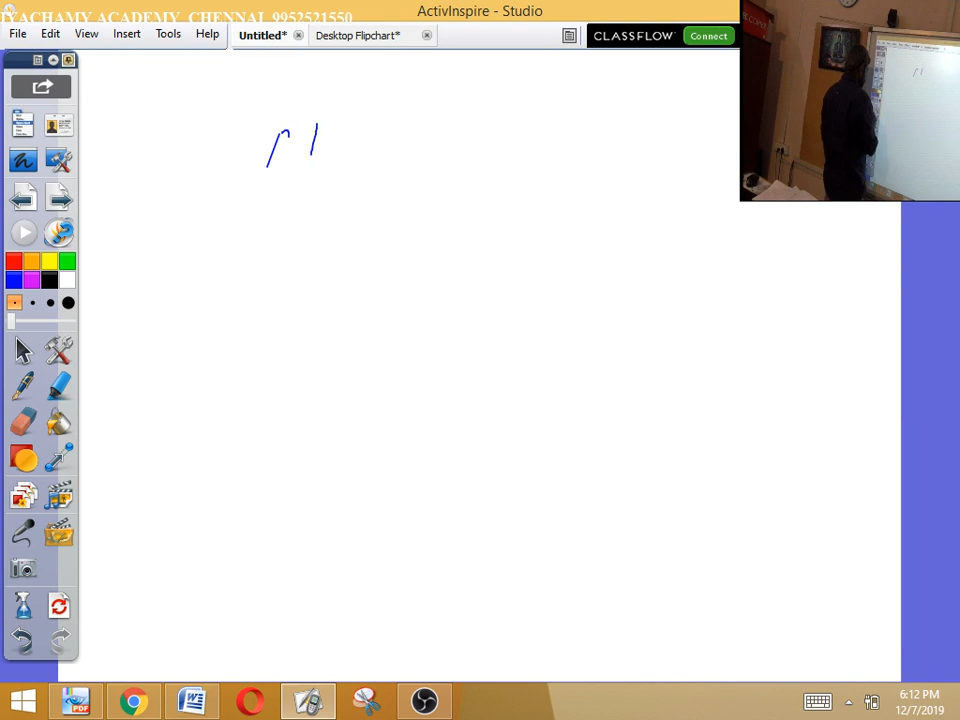 IYACHAMY ACADEMY, CHENNAI 9952521550
ActivInspire - Studio
File Edit View Insert Tools Help Untitled* Desktop Flipchart* CLASSFLOW Connect
6:12 PM
12/7/2019